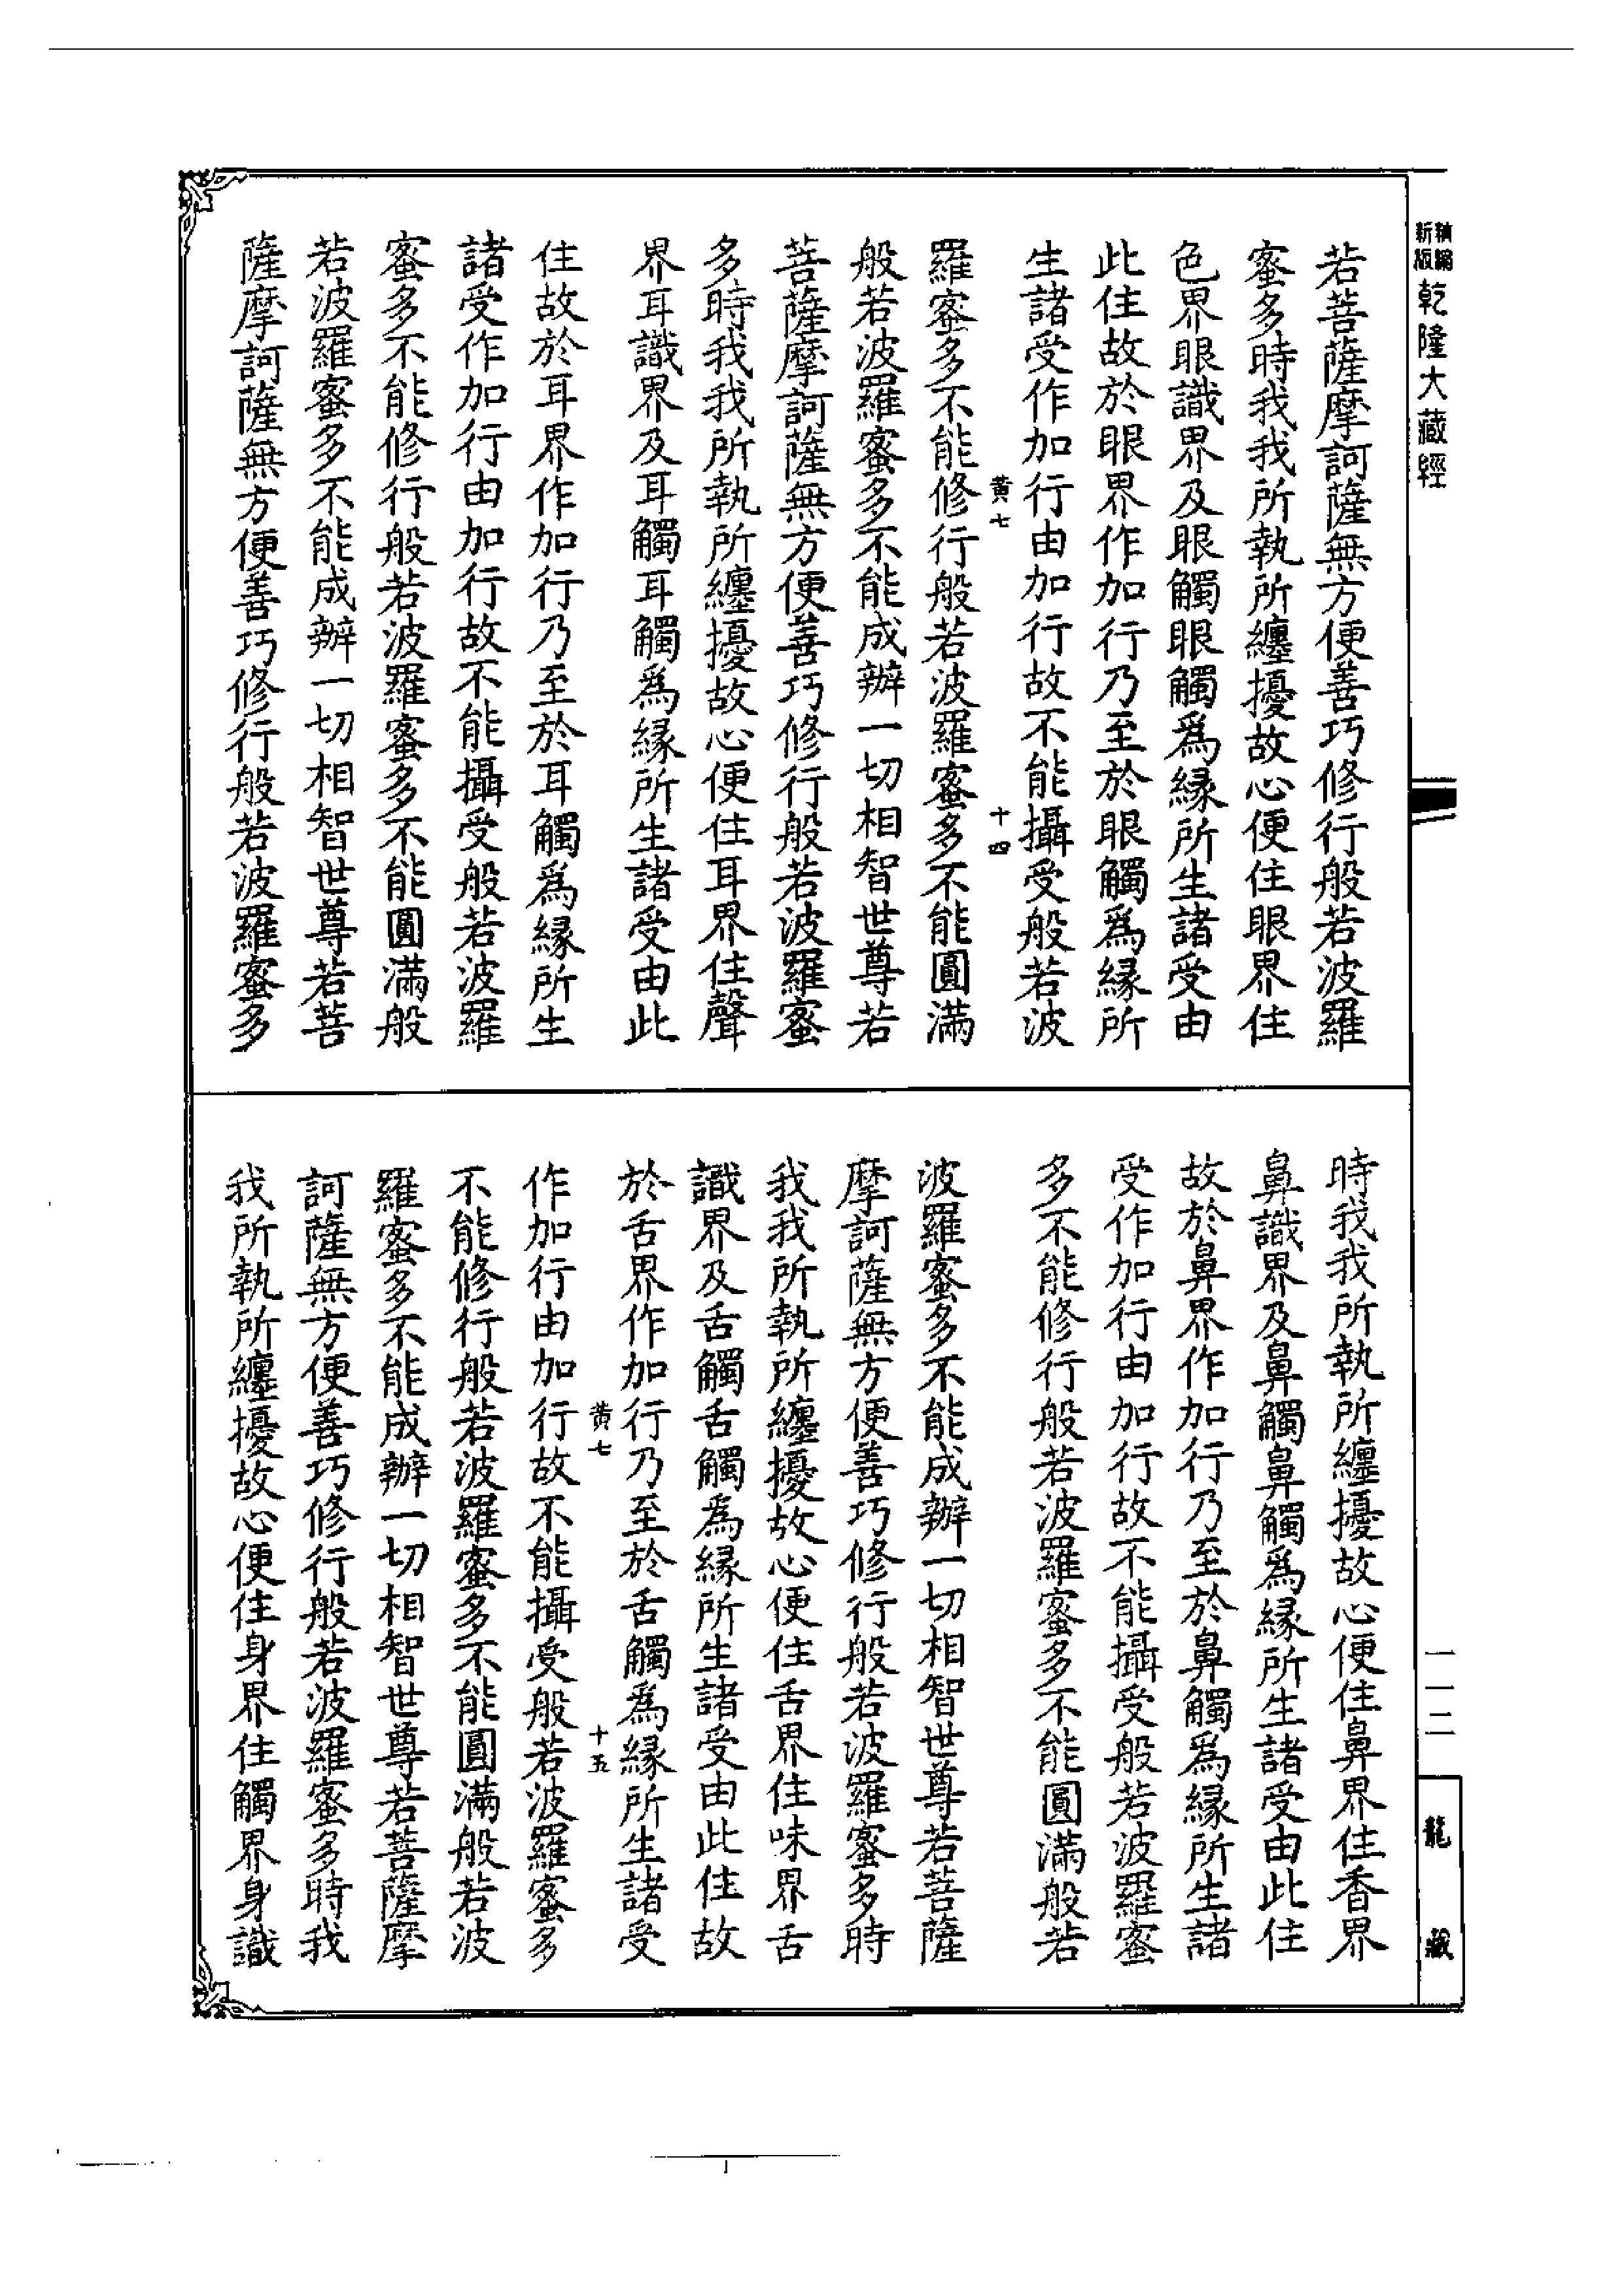 新編
新版
乾隆大藏經
若菩薩摩訶薩無方便善巧修行般若波羅
蜜多時我我所執所纏擾故心便住眼界住
色界眼識界及眼觸眼觸爲緣所生諸受由
此住故於眼界作加行乃至於眼觸爲緣所
生諸受作加行由加行故不能攝受般若波
黃七
十四
羅蜜多不能修行般若波羅蜜多不能圓滿
般若波羅蜜多不能成辦一切相智世尊若
菩薩摩訶薩無方便善巧修行般若波羅蜜
多時我我所執所纏擾故心便住耳界住聲
界耳識界及耳觸耳觸爲緣所生諸受由此
住故於耳界作加行乃至於耳觸爲緣所生
諸受作加行由加行故不能攝受般若波羅
蜜多不能修行般若波羅蜜多不能圓滿般
若波羅蜜多不能成辦一切相智世尊若菩
薩摩訶薩無方便善巧修行般若波羅蜜多
時我我所執所纏擾故心便住鼻界住香界
鼻識界及鼻觸鼻觸爲緣所生諸受由此住
故於鼻界作加行乃至於鼻觸爲緣所生諸
受作加行由加行故不能攝受般若波羅蜜
多不能修行般若波羅蜜多不能圓滿般若
波羅蜜多不能成辦一切相智世尊若菩薩
摩訶薩無方便善巧修行般若波羅蜜多時
我我所執所纏擾故心便住舌界住味界舌
識界及舌觸舌觸爲緣所生諸受由此住故
於舌界作加行乃至於舌觸爲緣所生諸受
黃七
十五
作加行由加行故不能攝受般若波羅蜜多
不能修行般若波羅蜜多不能圓滿般若波
羅蜜多不能成辦一切相智世尊若菩薩摩
訶薩無方便善巧修行般若波羅蜜多時我
我所執所纏擾故心便住身界住觸界身識
一一二
龍藏